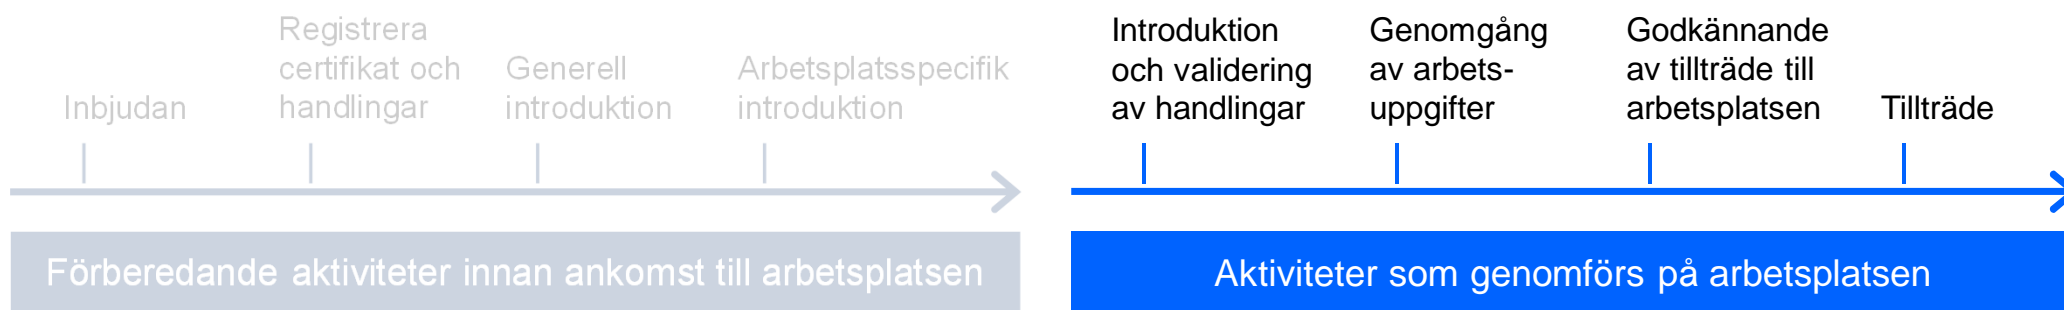 Inbjudan
Registrera
certifikat och
handlingar
Generell
introduktion
Arbetsplatsspecifik
introduktion
Förberedande aktiviteter innan ankomst till arbetsplatsen
Introduktion
och validering
av handlingar
Genomgång
av arbets-
uppgifter
Godkännande
av tillträde till
arbetsplatsen
Tillträde
Aktiviteter som genomförs på arbetsplatsen